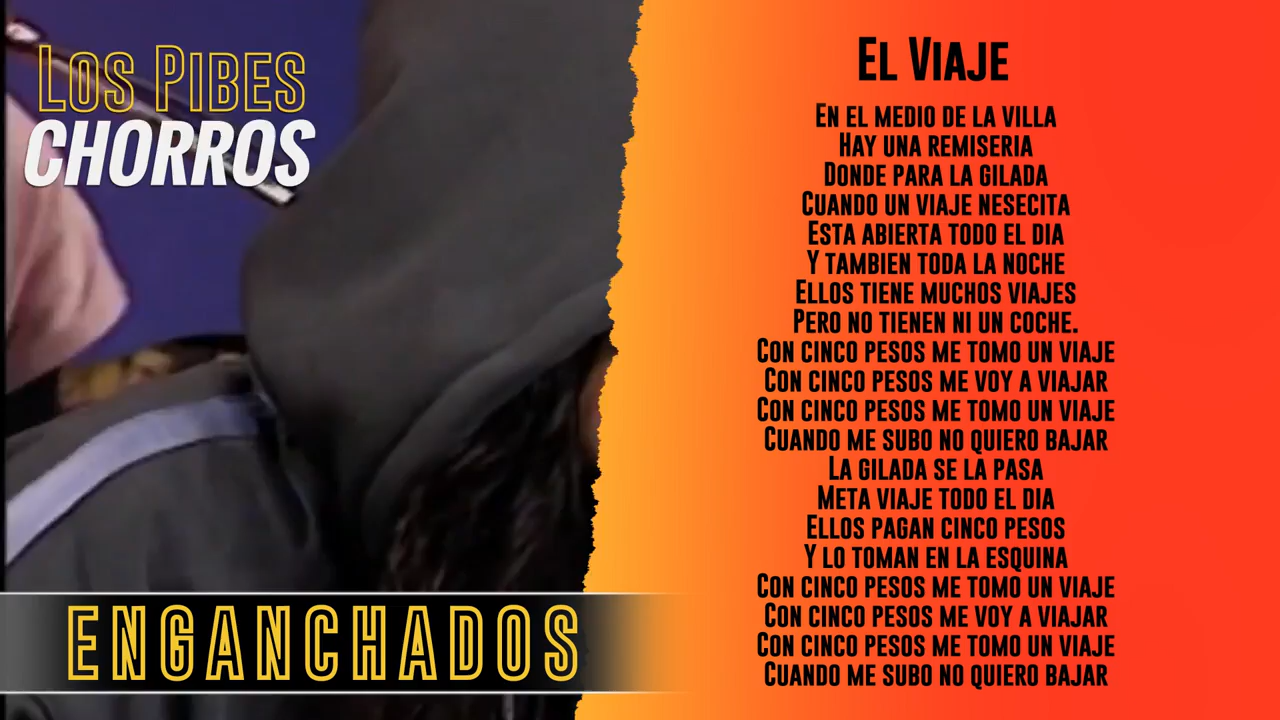 Los Pibes
CHORROS
ENGANCHADOS
El Viaje
En el medio de la villa
Hay una remiseria
Donde para la gilada
Cuando un viaje nesecita
Esta abierta todo el dia
Y tambien toda la noche
Ellos tiene muchos viajes
Pero no tienen ni un coche.
Con cinco pesos me tomo un viaje
Con cinco pesos me voy a viajar
Con cinco pesos me tomo un viaje
Cuando me subo no quiero bajar
La gilada se la pasa
Meta viaje todo el dia
Ellos pagan cinco pesos
Y lo toman en la esquina
Con cinco pesos me tomo un viaje
Con cinco pesos me voy a viajar
Con cinco pesos me tomo un viaje
Cuando me subo no quiero bajar